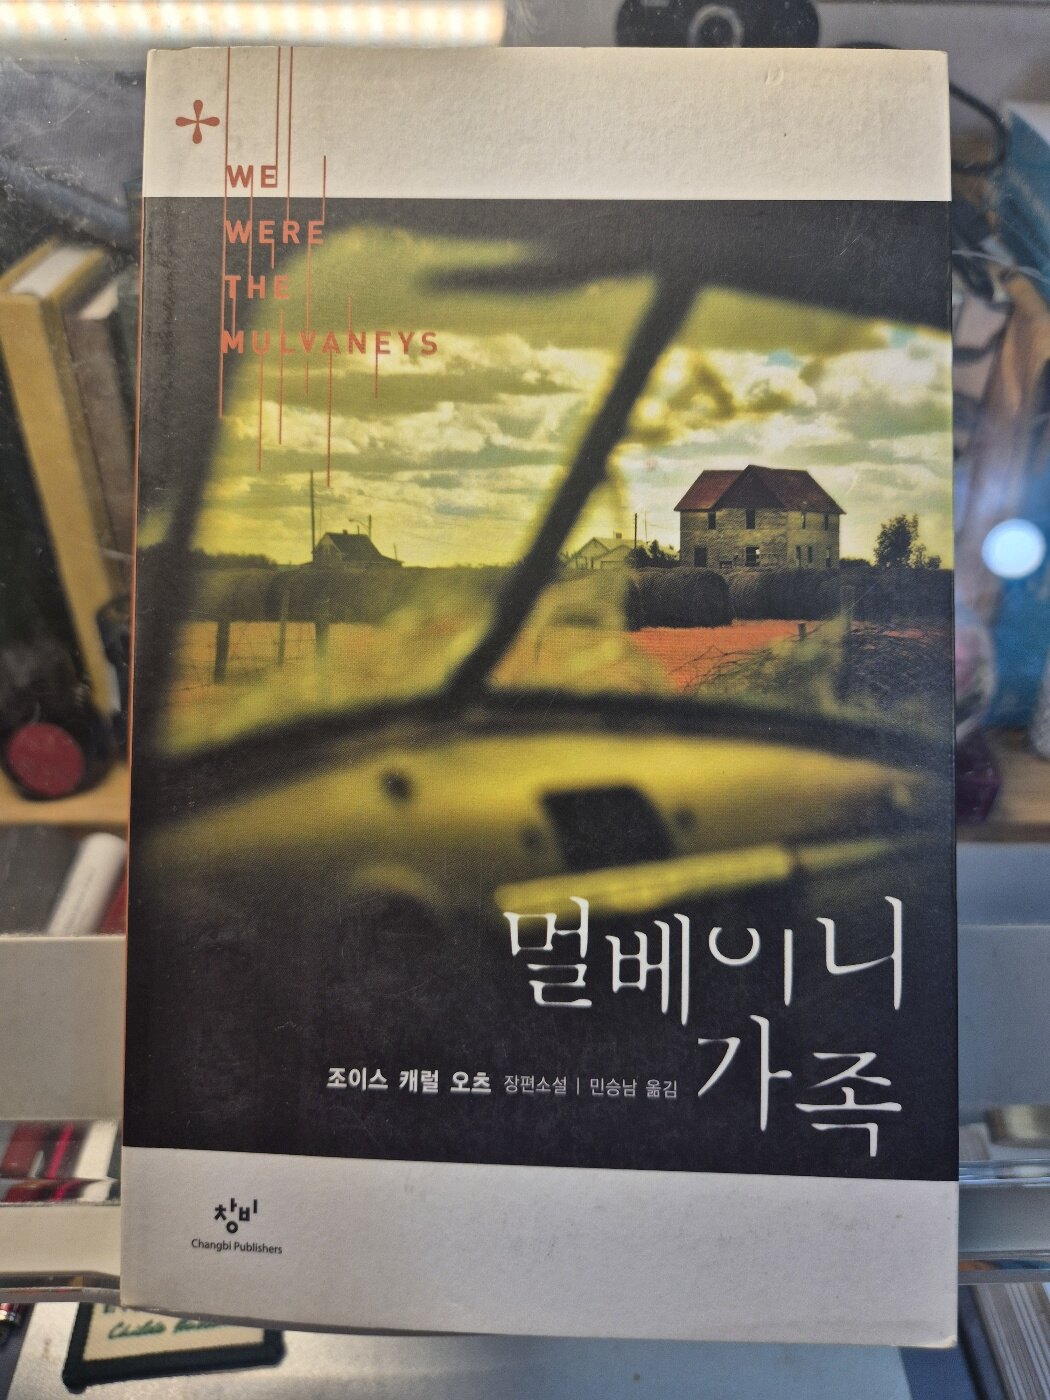 WE
WERE
THE
MULVANEYS
멀베이니
가족
조이스 캐럴 오츠 장편소설 | 민승남 옮김
창비
Changbi Publishers